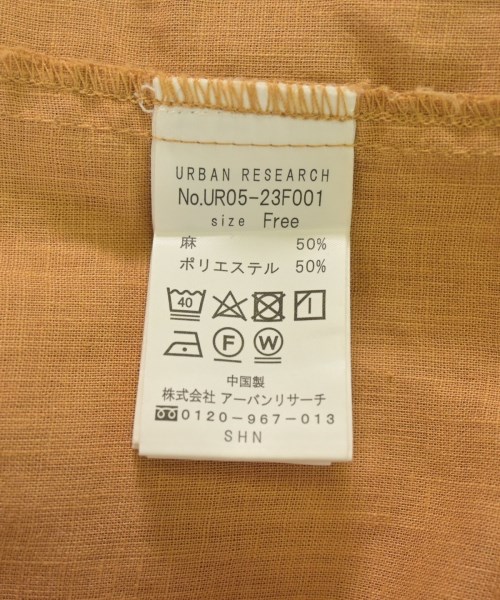 URBAN RESEARCH
No.UR05-23F001
size Free
麻 50%
ポリエステル 50%
40
F W
中国製
株式会社 アーバンリサーチ
0120-967-013
SHN